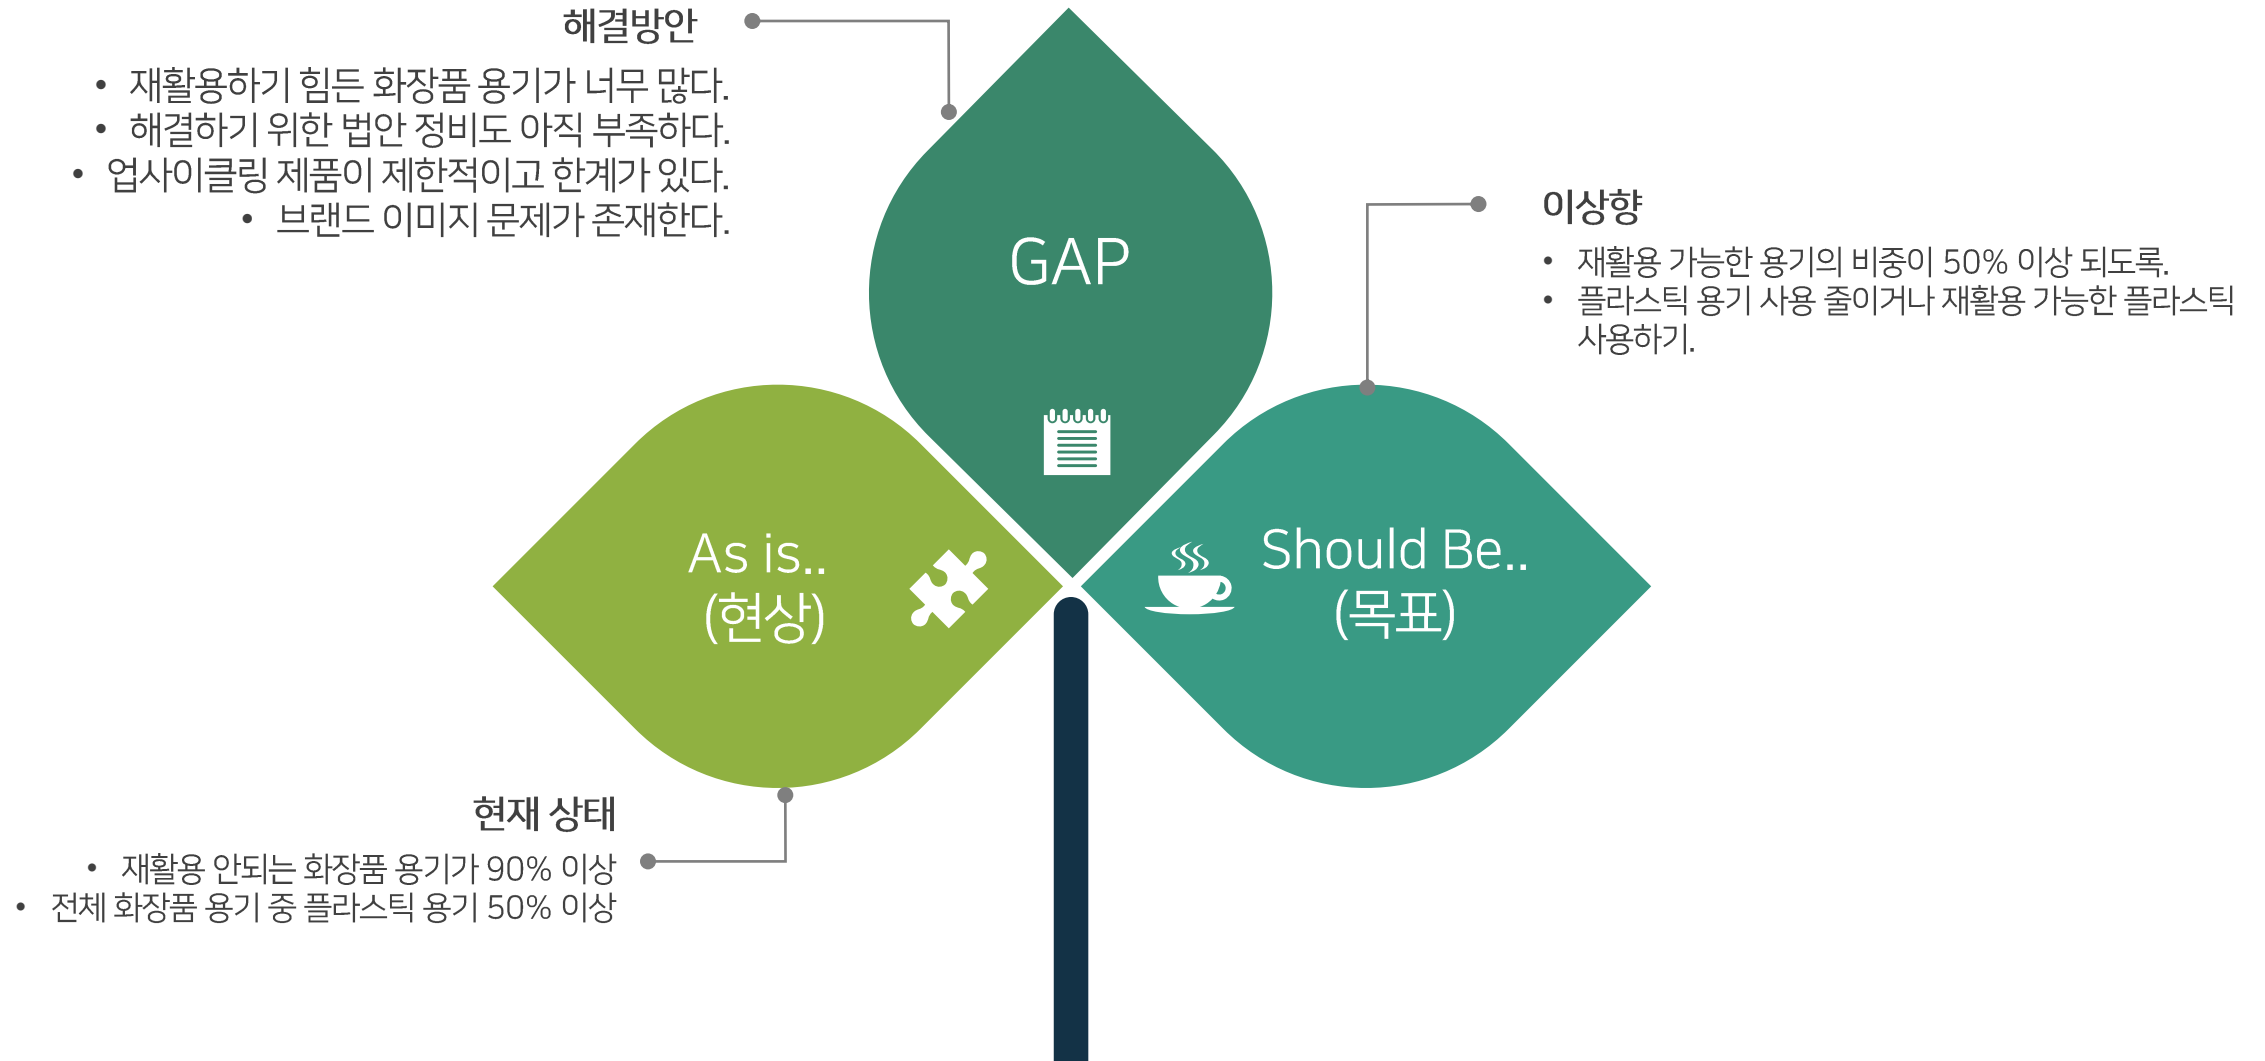 해결방안
• 재활용하기 힘든 화장품 용기가 너무 많다.
• 해결하기 위한 법안 정비도 아직 부족하다.
• 업사이클링 제품이 제한적이고 한계가 있다.
• 브랜드 이미지 문제가 존재한다.
GAP
이상향
• 재활용 가능한 용기의 비중이 50% 이상 되도록.
• 플라스틱 용기 사용 줄이거나 재활용 가능한 플라스틱
사용하기.
As is..
(현상)
Should Be..
(목표)
현재 상태
• 재활용 안되는 화장품 용기가 90% 이상
• 전체 화장품 용기 중 플라스틱 용기 50% 이상